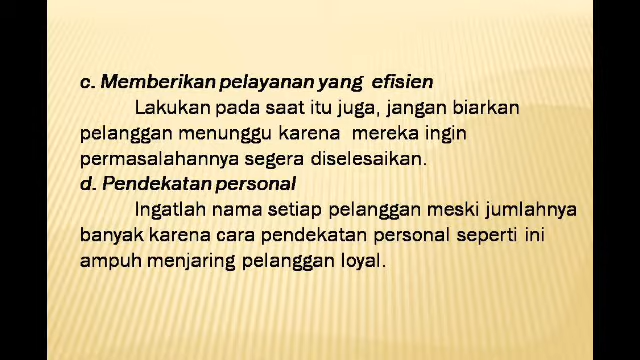 c. Memberikan pelayanan yang efisien
Lakukan pada saat itu juga, jangan biarkan
pelanggan menunggu karena mereka ingin
permasalahannya segera diselesaikan.
d. Pendekatan personal
Ingatlah nama setiap pelanggan meski jumlahnya
banyak karena cara pendekatan personal seperti ini
ampuh menjaring pelanggan loyal.